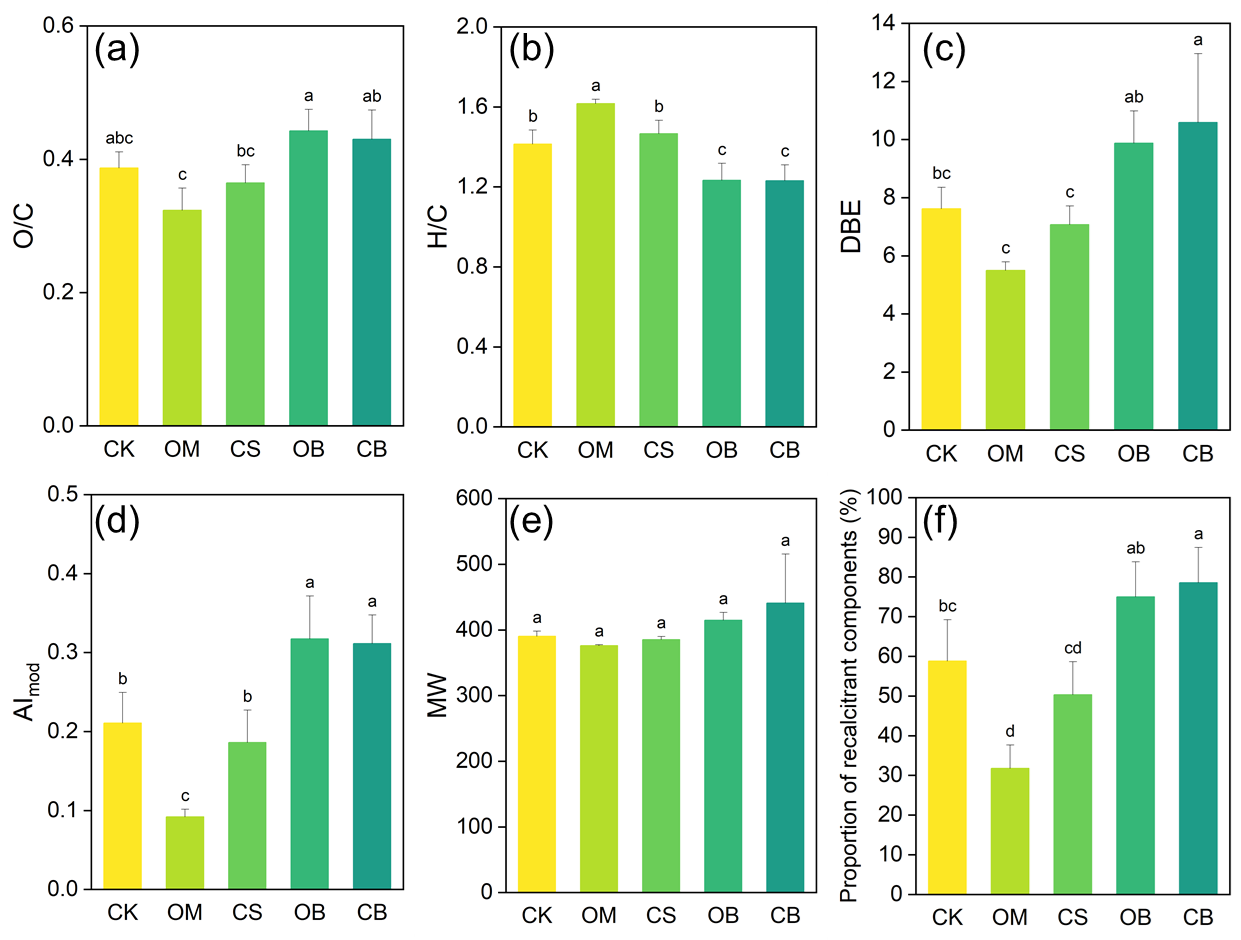 (a)
O/C
0.6
0.4
0.2
0.0
abc
c
bc
a
ab
CK OM CS OB CB
(b)
H/C
2.0
1.6
1.2
0.8
0.4
0.0
b
a
b
c
c
CK OM CS OB CB
(c)
DBE
14
12
10
8
6
4
2
0
bc
c
c
ab
a
CK OM CS OB CB
(d)
AImod
0.5
0.4
0.3
0.2
0.1
0.0
b
c
b
a
a
CK OM CS OB CB
(e)
MW
600
500
400
300
200
100
0
a
a
a
a
a
CK OM CS OB CB
(f)
Proportion of recalcitrant components (%)
100
90
80
70
60
50
40
30
20
10
0
bc
d
cd
ab
a
CK OM CS OB CB